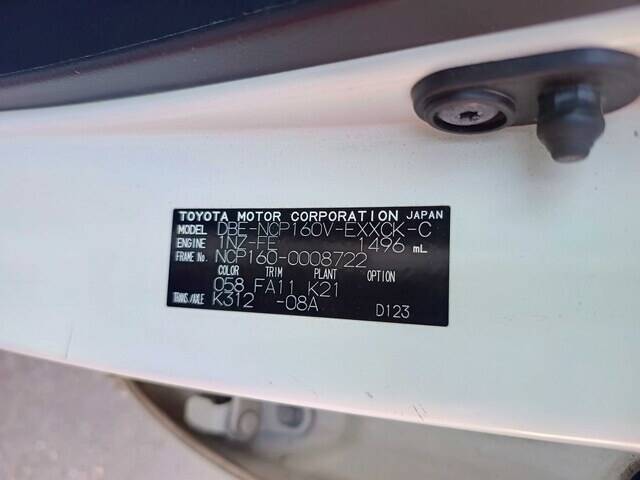 TOYOTA MOTOR CORPORATION JAPAN
MODEL DBE-NCP160V-EXXCK-C
ENGINE 1NZ-FE 1496 mL
FRAME No. NCP160-0008722
COLOR TRIM PLANT OPTION
058 FA11 K21
TRANS./AXLE K312 -08A
D123